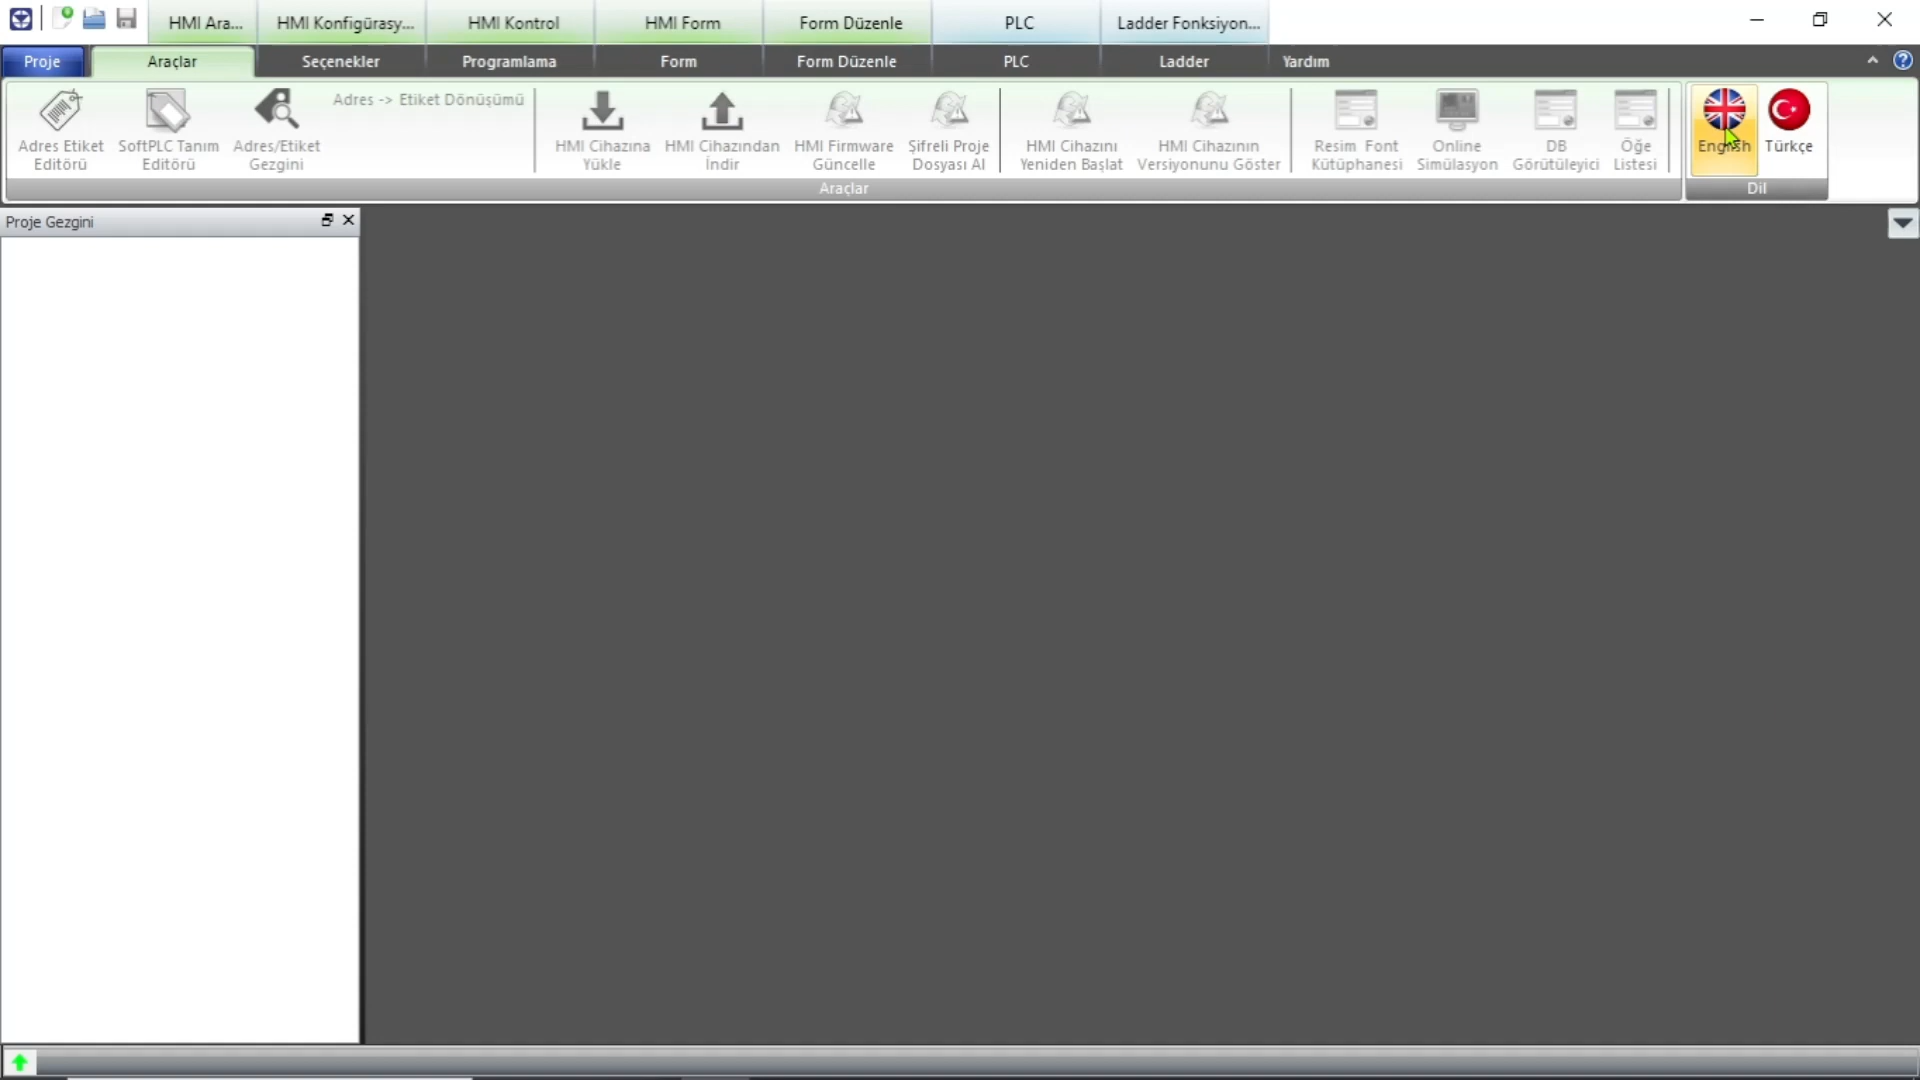 HMI Ara...
HMI Konfigürasy...
HMI Kontrol
HMI Form
Form Düzenle
PLC
Ladder Fonksiyon...
Proje
Araçlar
Seçenekler
Programlama
Form
Form Düzenle
PLC
Ladder
Yardım
Adres Etiket
Editörü
SoftPLC Tanım
Editörü
Adres/Etiket
Gezgini
Adres -> Etiket Dönüşümü
HMI Cihazına
Yükle
HMI Cihazından
İndir
HMI Firmware
Güncelle
Şifreli Proje
Dosyası Al
HMI Cihazını
Yeniden Başlat
HMI Cihazının
Versiyonunu Göster
Resim Font
Kütüphanesi
Online
Simülasyon
DB
Görütüleyici
Öğe
Listesi
English
Türkçe
Araçlar
Dil
Proje Gezgini